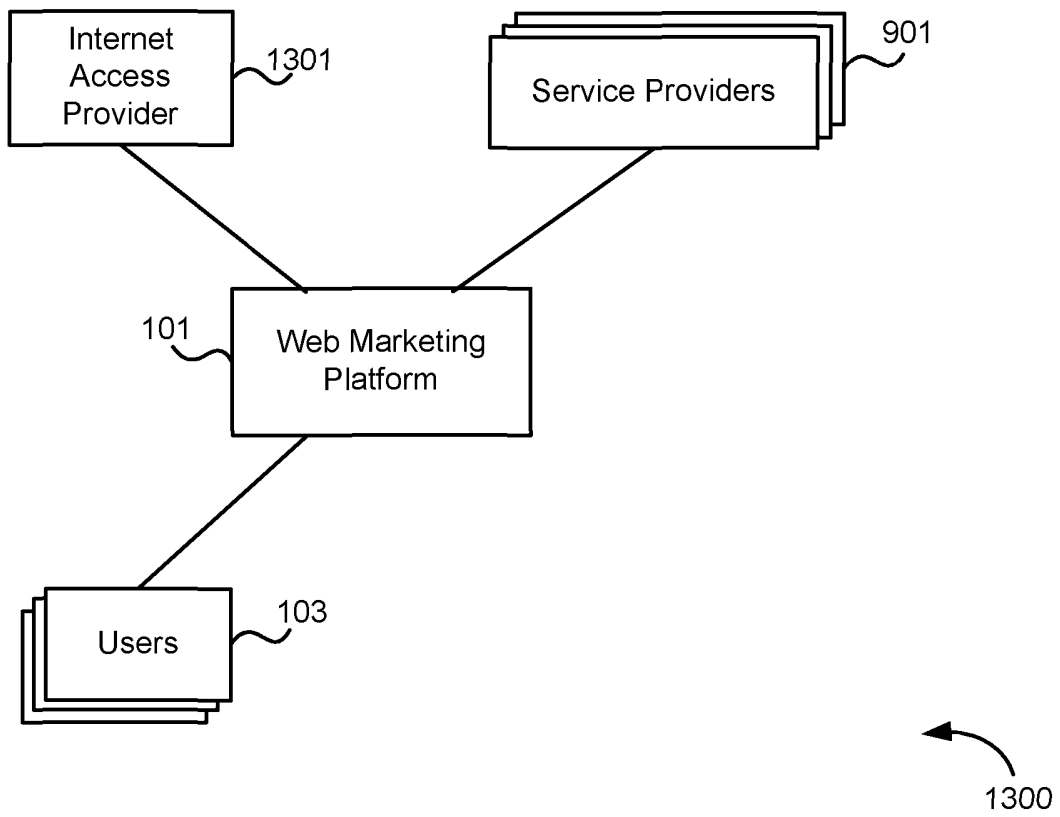 Internet
Access
Provider
1301
Service Providers
901
101
Web Marketing
Platform
Users
103
1300